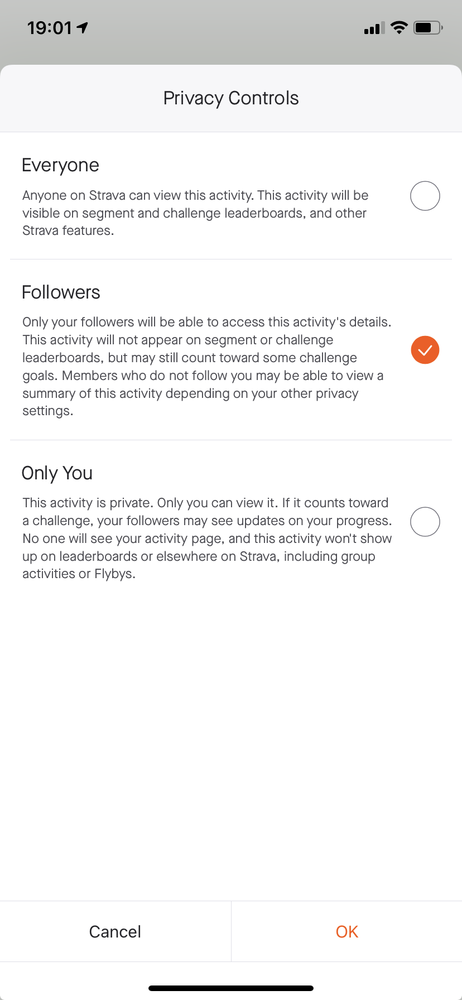 19:01
Privacy Controls
Everyone
Anyone on Strava can view this activity. This activity will be
visible on segment and challenge leaderboards, and other
Strava features.
Followers
Only your followers will be able to access this activity's details.
This activity will not appear on segment or challenge
leaderboards, but may still count toward some challenge
goals. Members who do not follow you may be able to view a
summary of this activity depending on your other privacy
settings.
Only You
This activity is private. Only you can view it. If it counts toward
a challenge, your followers may see updates on your progress.
No one will see your activity page, and this activity won't show
up on leaderboards or elsewhere on Strava, including group
activities or Flybys.
Cancel
OK